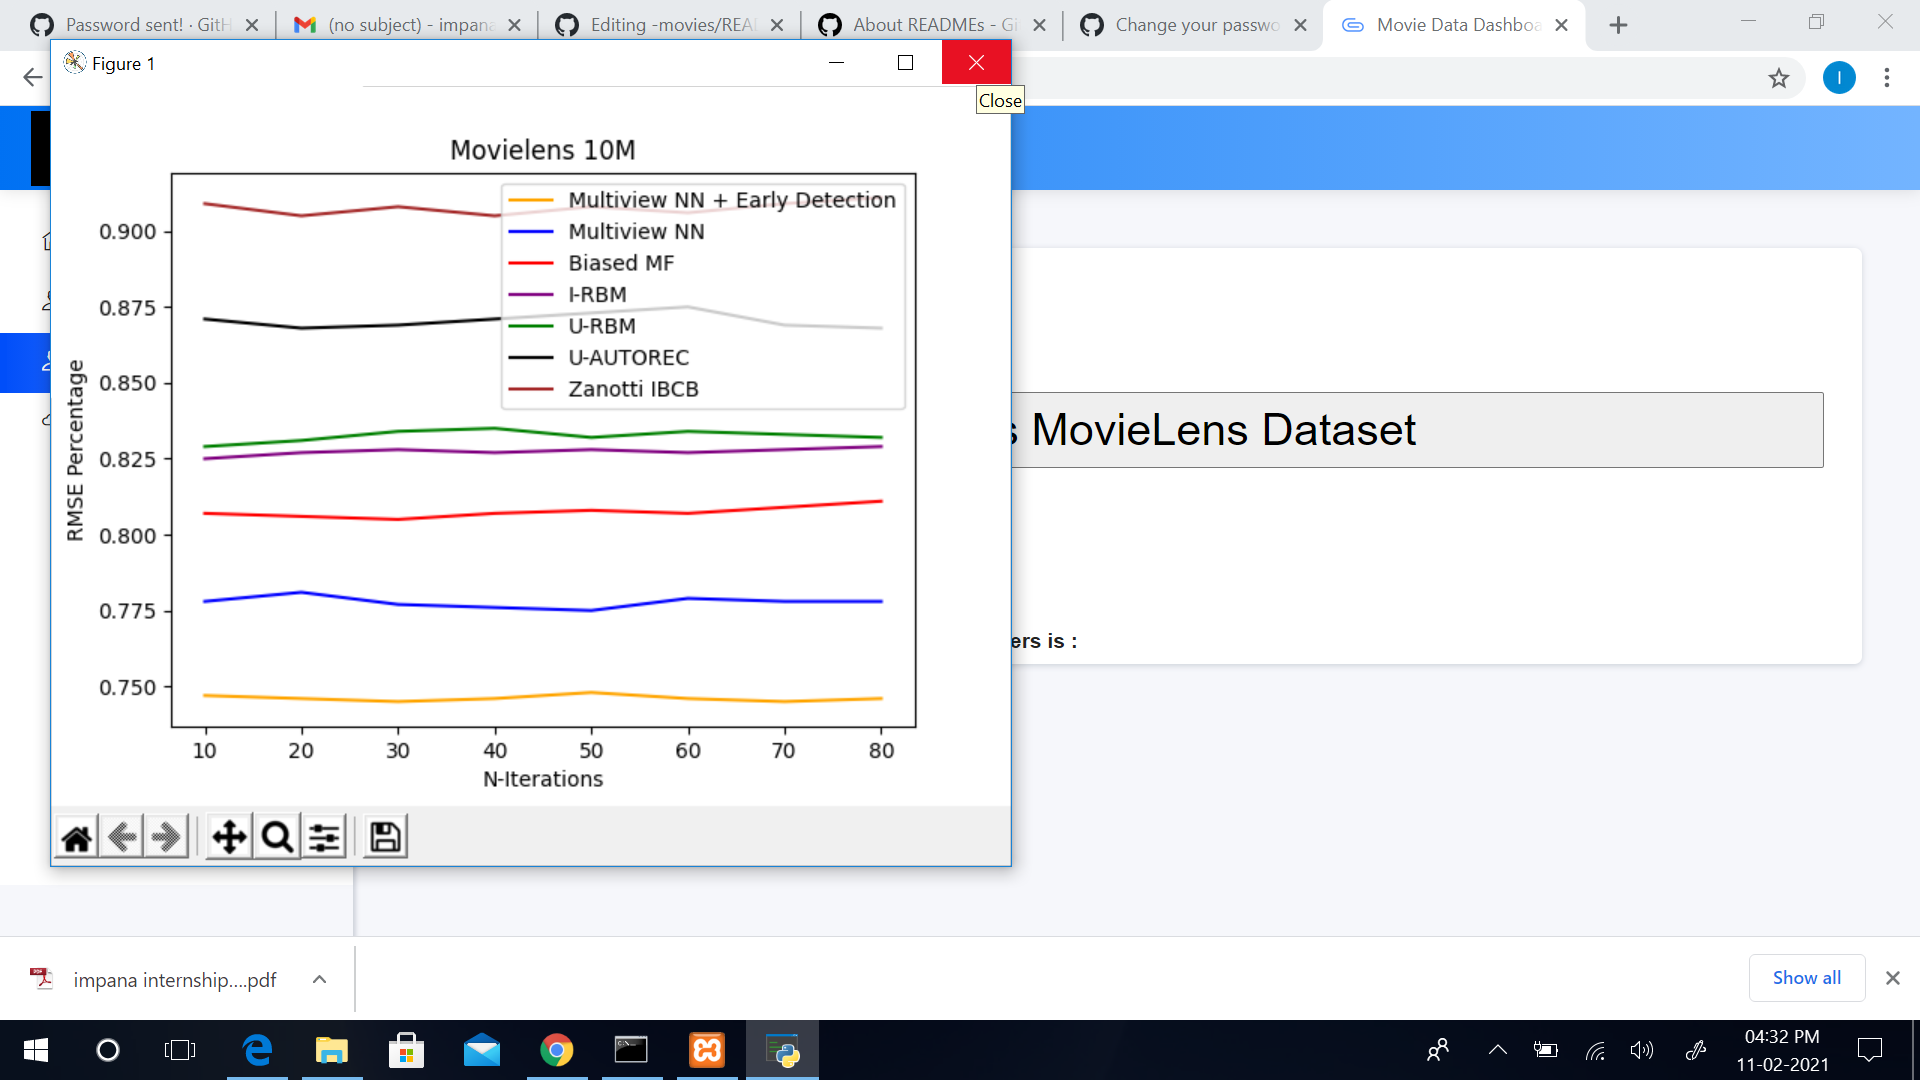 Password sent! · GitH
(no subject) - impana
Editing -movies/REA
About READMEs - Gi
Change your passwo
Movie Data Dashboa
Figure 1
Close
I
Movielens 10M
Multiview NN + Early Detection
Multiview NN
Biased MF
I-RBM
U-RBM
U-AUTOREC
Zanotti IBCB
0.900
0.875
0.850
0.825
0.800
0.775
0.750
RMSE Percentage
10 20 30 40 50 60 70 80
N-Iterations
s MovieLens Dataset
ers is :
impana internship....pdf
Show all
04:32 PM
11-02-2021